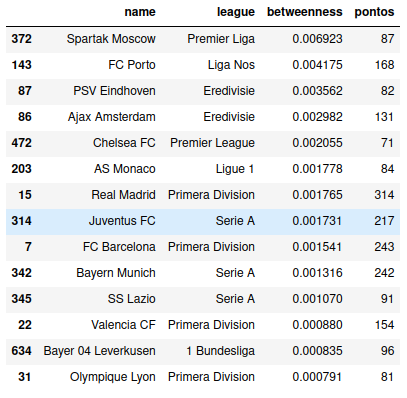 name league betweenness pontos
372 Spartak Moscow Premier Liga 0.006923 87
143 FC Porto Liga Nos 0.004175 168
87 PSV Eindhoven Eredivisie 0.003562 82
86 Ajax Amsterdam Eredivisie 0.002982 131
472 Chelsea FC Premier League 0.002055 71
203 AS Monaco Ligue 1 0.001778 84
15 Real Madrid Primera Division 0.001765 314
314 Juventus FC Serie A 0.001731 217
7 FC Barcelona Primera Division 0.001541 243
342 Bayern Munich Serie A 0.001316 242
345 SS Lazio Serie A 0.001070 91
22 Valencia CF Primera Division 0.000880 154
634 Bayer 04 Leverkusen 1 Bundesliga 0.000835 96
31 Olympique Lyon Primera Division 0.000791 81